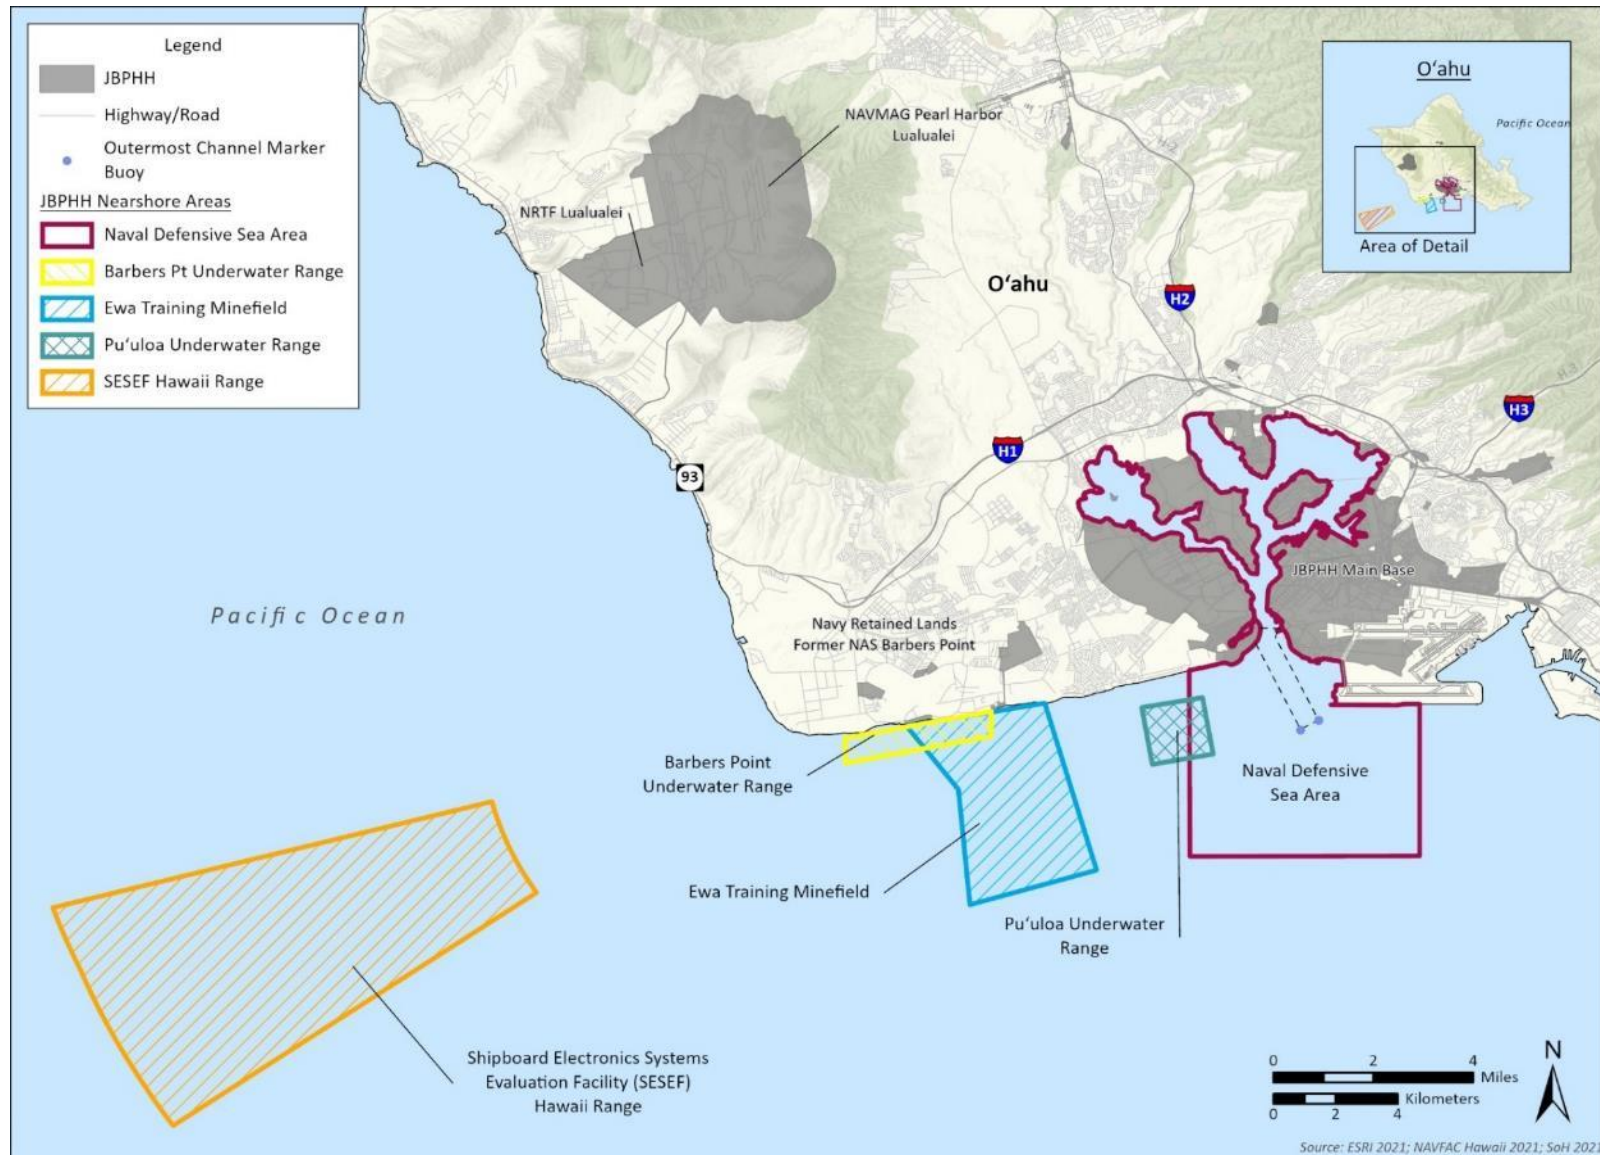 Legend
JBPHH
Highway/Road
Outermost Channel Marker
Buoy
JBPHH Nearshore Areas
Naval Defensive Sea Area
Barbers Pt Underwater Range
Ewa Training Minefield
Pu‘uloa Underwater Range
SESEF Hawaii Range
O‘ahu
Pacific Ocean
Area of Detail
NAVMAG Pearl Harbor
Lualualei
NRTF Lualualei
H-2
O‘ahu
H2
H-3
H3
H1
93
JBPHH Main Base
Pacific Ocean
Navy Retained Lands
Former NAS Barbers Point
Barbers Point
Underwater Range
Naval Defensive
Sea Area
Ewa Training Minefield
Pu‘uloa Underwater
Range
Shipboard Electronics Systems
Evaluation Facility (SESEF)
Hawaii Range
0 2 4
Miles
Kilometers
0 2 4
N
Source: ESRI 2021; NAVFAC Hawaii 2021; SoH 2021